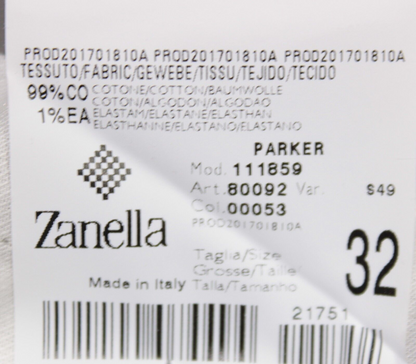 PROD201701810A PROD201701810A PROD201701810A
TESSUTO/FABRIC/GEWEBE/TISSU/TEJIDO/TECIDO
99%CO COTONE/COTTON/BAUMWOLLE
COTON/ALGODON/ALGODAO
1%EA ELASTAM/ELASTANE/ELASTHAN
ELASTHANNE/ELASTANO/ELASTANO
PARKER
Mod. 111859
Art. 80092 Var. $49
Col. 00053
PROD201701810A
Zanella
Taglia/Size
Grosse/Taille
Talla/Tamanho
32
Made in Italy
21751